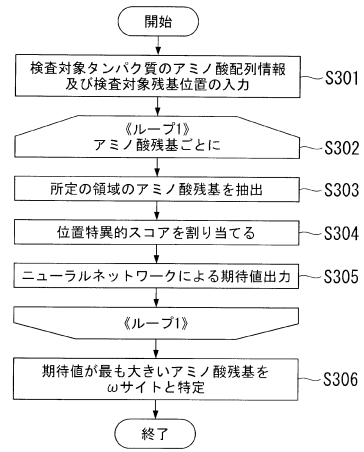 開始
検査対象タンパク質のアミノ酸配列情報
及び検査対象残基位置の入力
S301
《ループ1》
アミノ酸残基ごとに
S302
所定の領域のアミノ酸残基を抽出
S303
位置特異的スコアを割り当てる
S304
ニューラルネットワークによる期待値出力
S305
《ループ1》
期待値が最も大きいアミノ酸残基を
ωサイトと特定
S306
終了